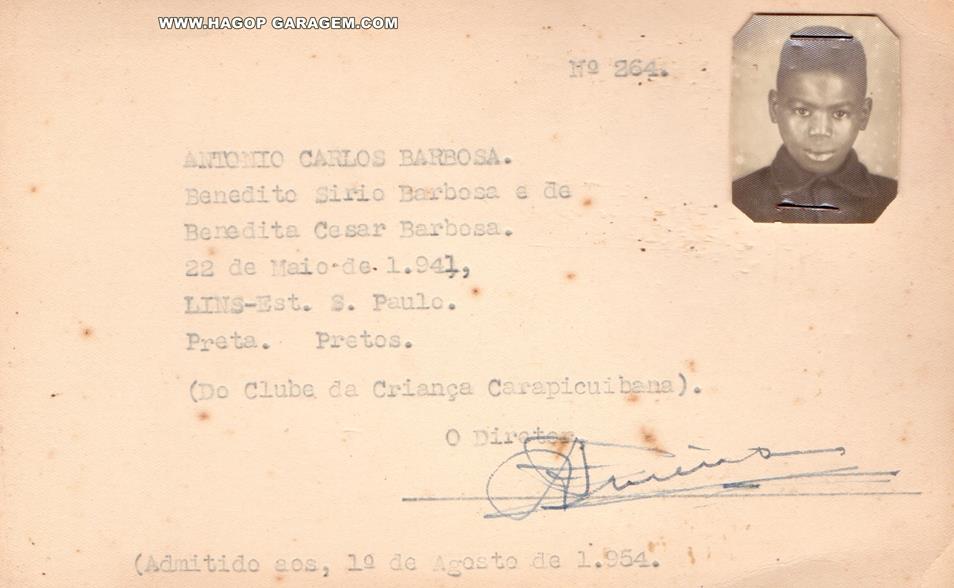 WWW.HAGOP GARAGEM.COM
Nº 264.
ANTONIO CARLOS BARBOSA.
Benedito Sirio Barbosa e de
Benedita Cesar Barbosa.
22 de Maio de 1.941,
LINS-Est. S. Paulo.
Preta. Pretos.
(Do Clube da Criança Carapicuibana).
O Diretor,
(Admitido aos, 1º de Agosto de 1.954.